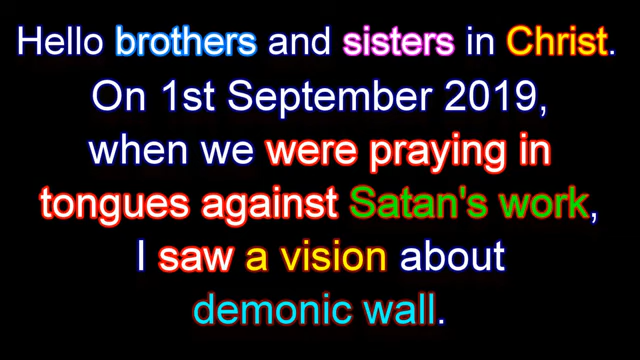 Hello brothers and sisters in Christ.
On 1st September 2019,
when we were praying in
tongues against Satan's work,
I saw a vision about
demonic wall.